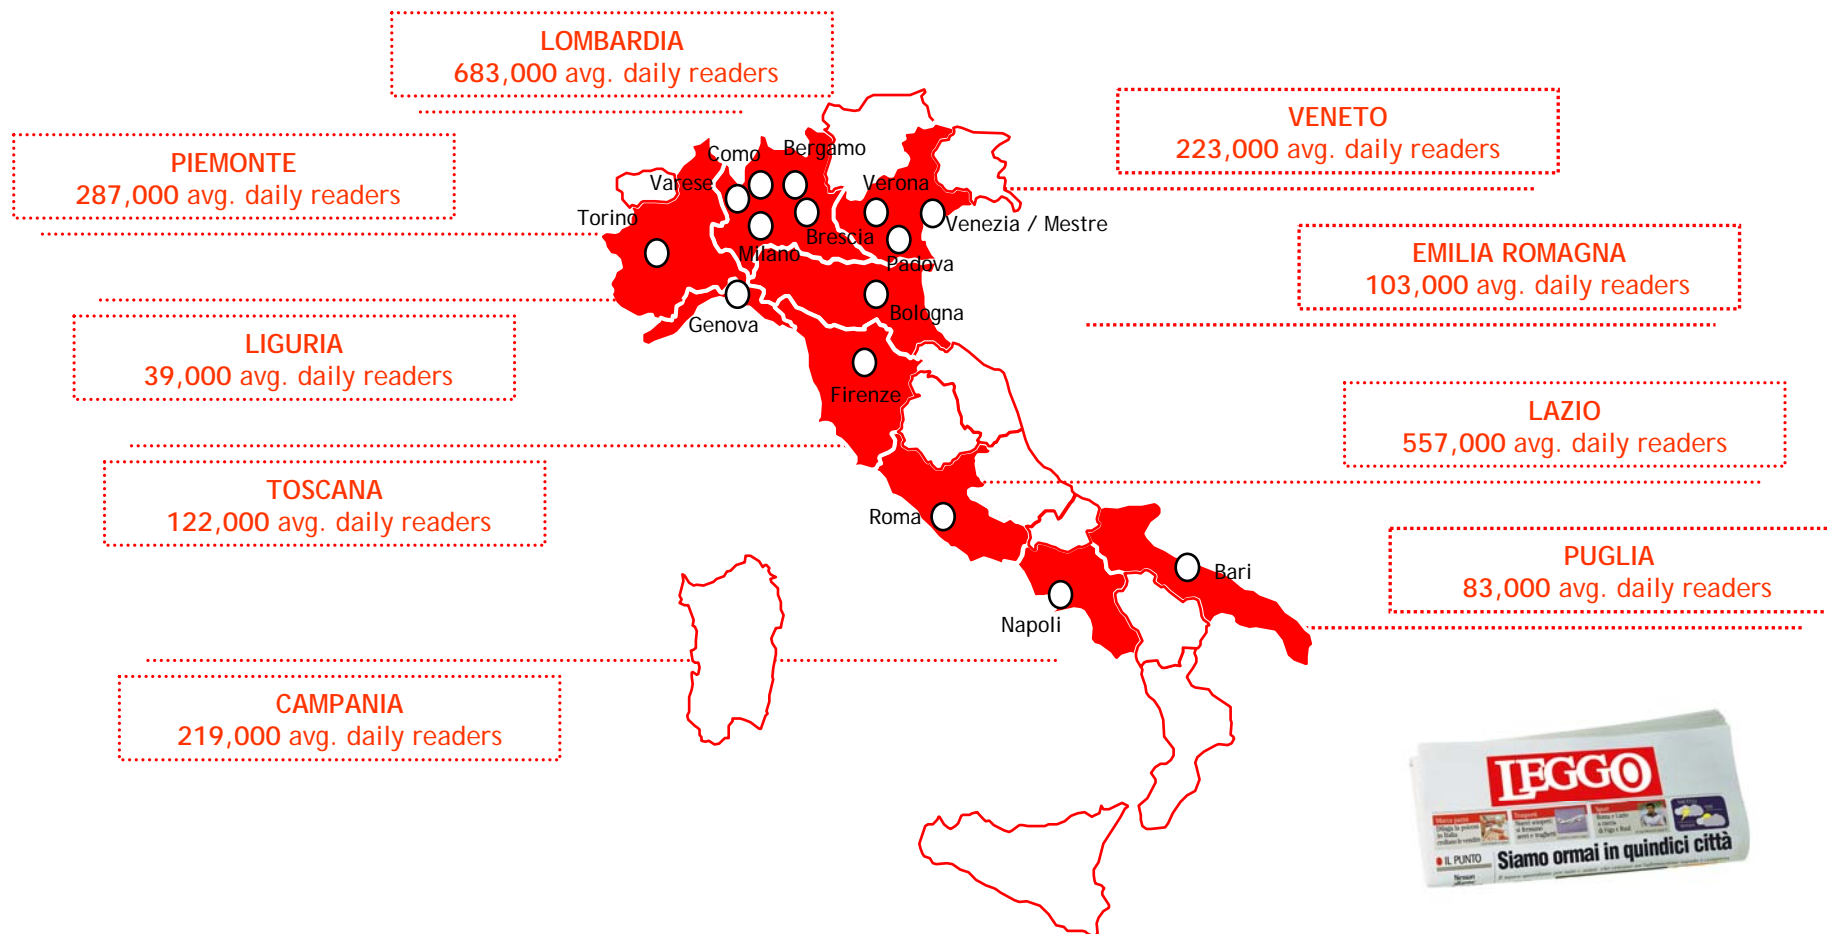 LOMBARDIA
683,000 avg. daily readers
VENETO
223,000 avg. daily readers
PIEMONTE
287,000 avg. daily readers
Como
Bergamo
Varese
Verona
Torino
Venezia / Mestre
Brescia
Milano
Padova
EMILIA ROMAGNA
103,000 avg. daily readers
Genova
Bologna
LIGURIA
39,000 avg. daily readers
Firenze
LAZIO
557,000 avg. daily readers
TOSCANA
122,000 avg. daily readers
Roma
PUGLIA
83,000 avg. daily readers
Bari
Napoli
CAMPANIA
219,000 avg. daily readers
LEGGO
Siamo ormai in quindici città
IL PUNTO